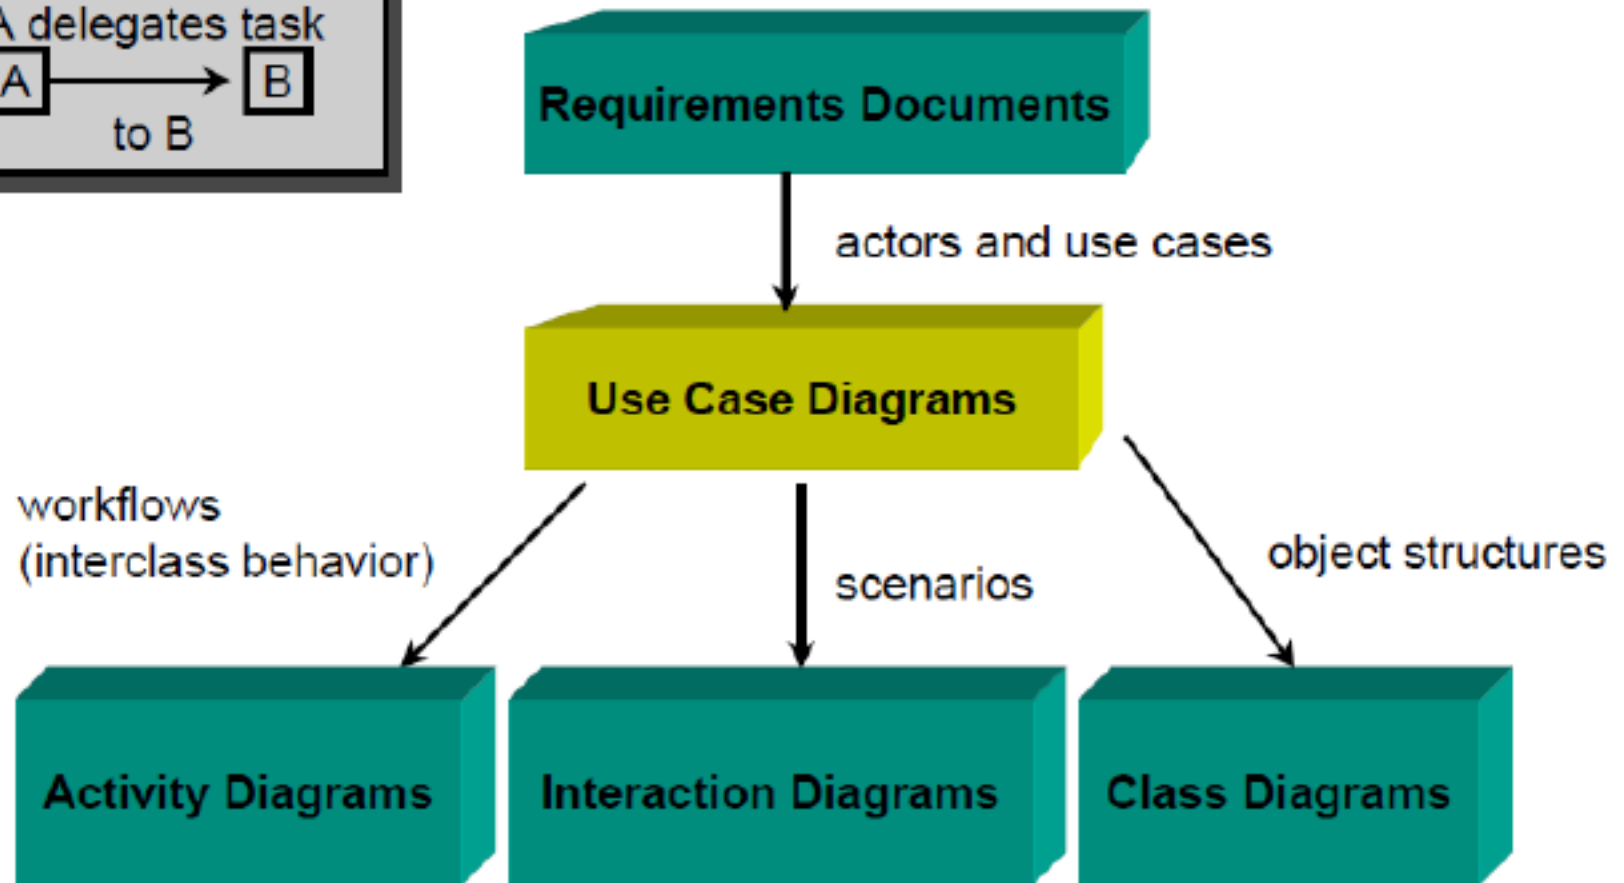 A delegates task
A
B
to B
Requirements Documents
actors and use cases
Use Case Diagrams
workflows
(interclass behavior)
scenarios
object structures
Activity Diagrams
Interaction Diagrams
Class Diagrams